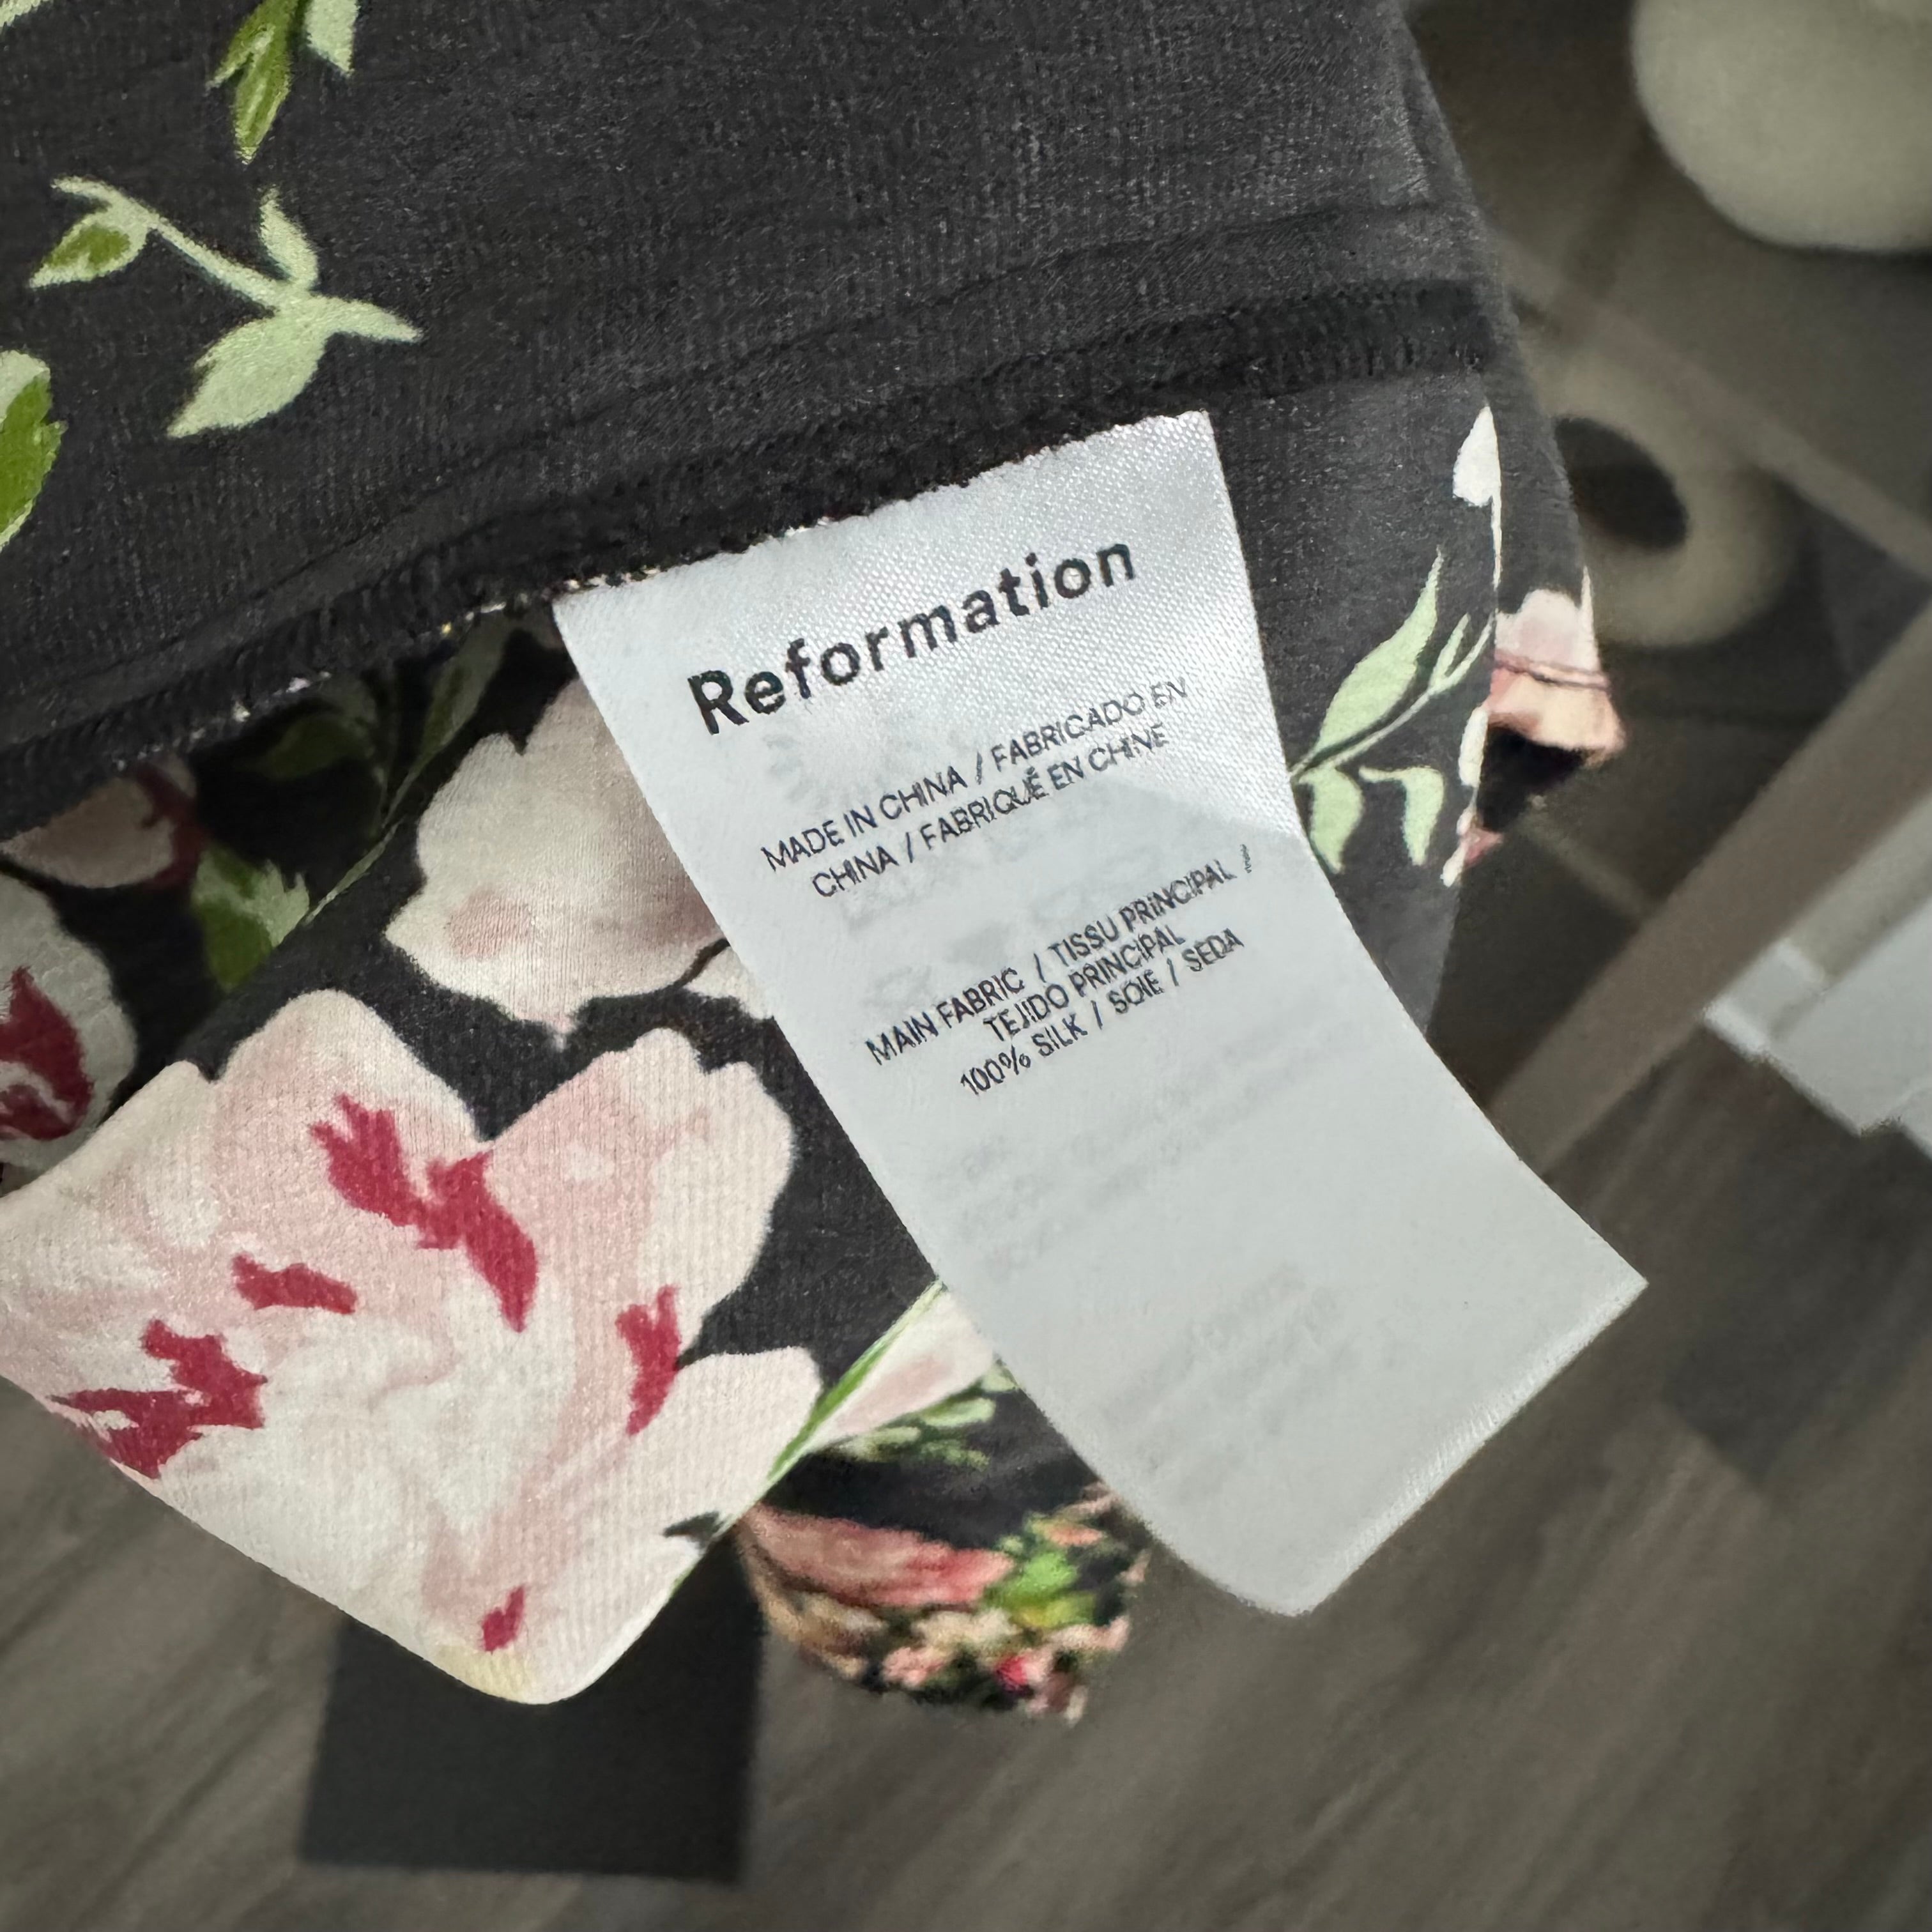 Reformation
MADE IN CHINA / FABRICADO EN
CHINA / FABRIQUÉ EN CHINE
MAIN FABRIC / TISSU PRINCIPAL /
TEJIDO PRINCIPAL
100% SILK / SOIE / SEDA